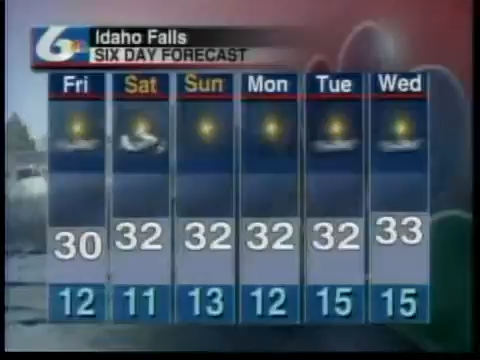 6
Idaho Falls
SIX DAY FORECAST
Fri Sat Sun Mon Tue Wed
30 32 32 32 32 33
12 11 13 12 15 15